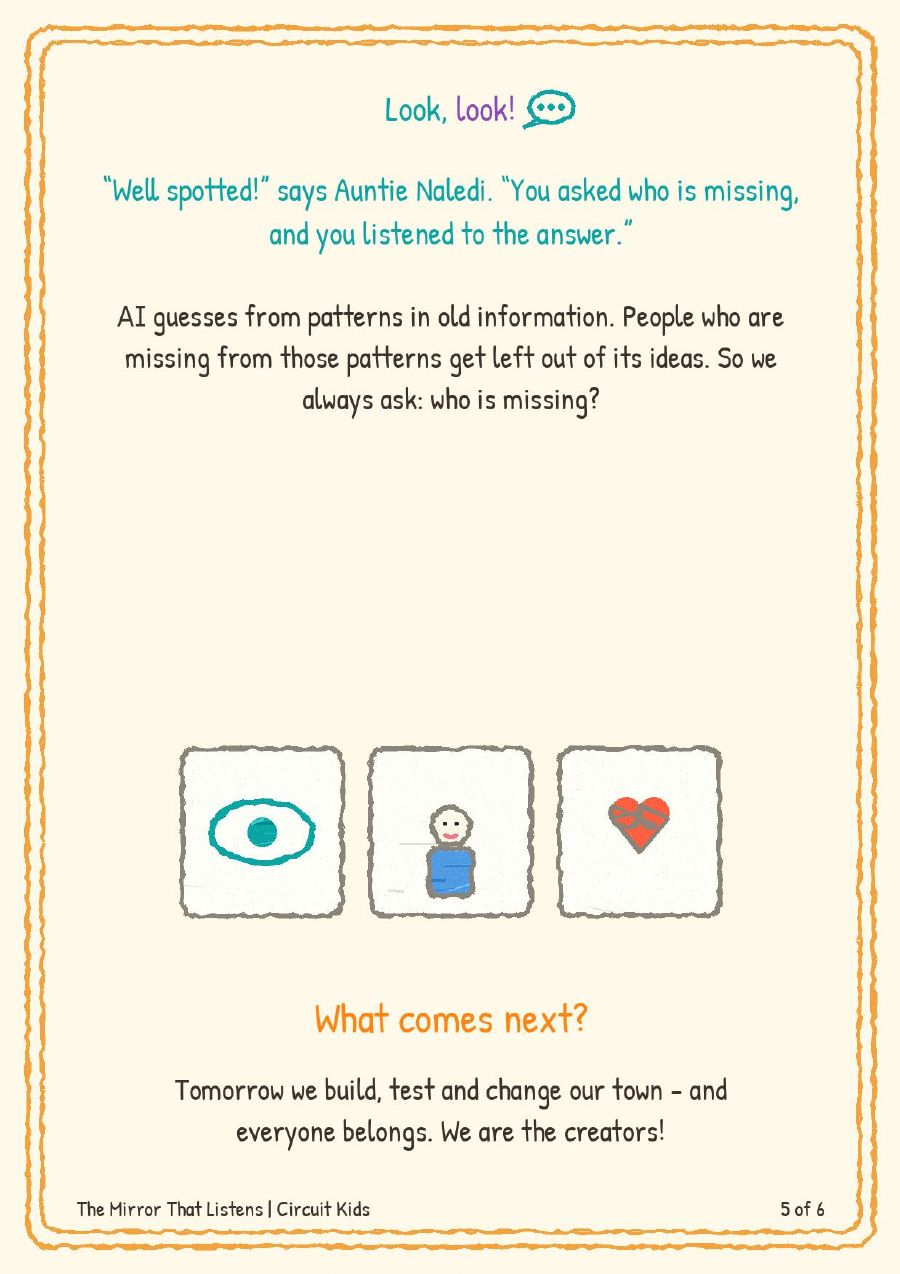 Look, look!
“Well spotted!” says Auntie Naledi. “You asked who is missing,
and you listened to the answer.”
AI guesses from patterns in old information. People who are
missing from those patterns get left out of its ideas. So we
always ask: who is missing?
What comes next?
Tomorrow we build, test and change our town – and
everyone belongs. We are the creators!
The Mirror That Listens | Circuit Kids
5 of 6